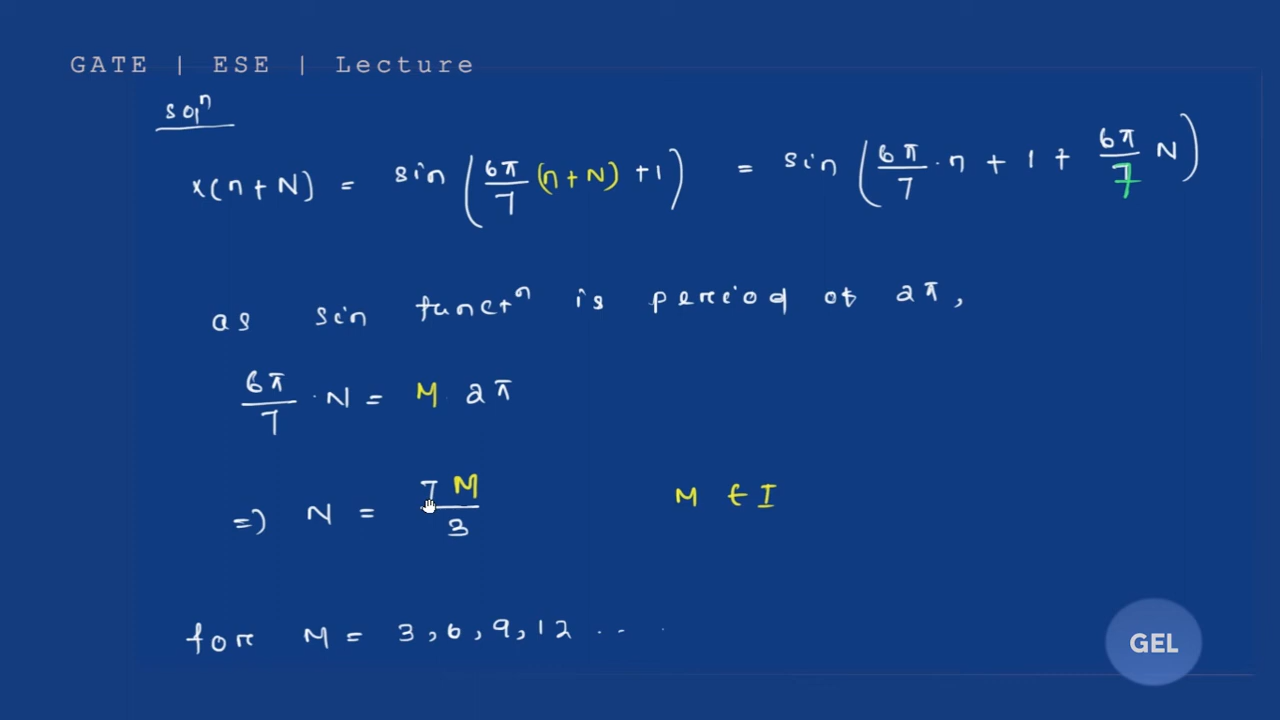 GATE | ESE | Lecture
solⁿ
x(n+N) = sin(6π/7 (n+N) +1) = sin(6π/7 · n + 1 + 6π/7 N)
as sin functⁿ is period of 2π,
6π/7 · N = M 2π
=) N = 7M/3 M ∈ I
for M = 3, 6, 9, 12 ...
GEL